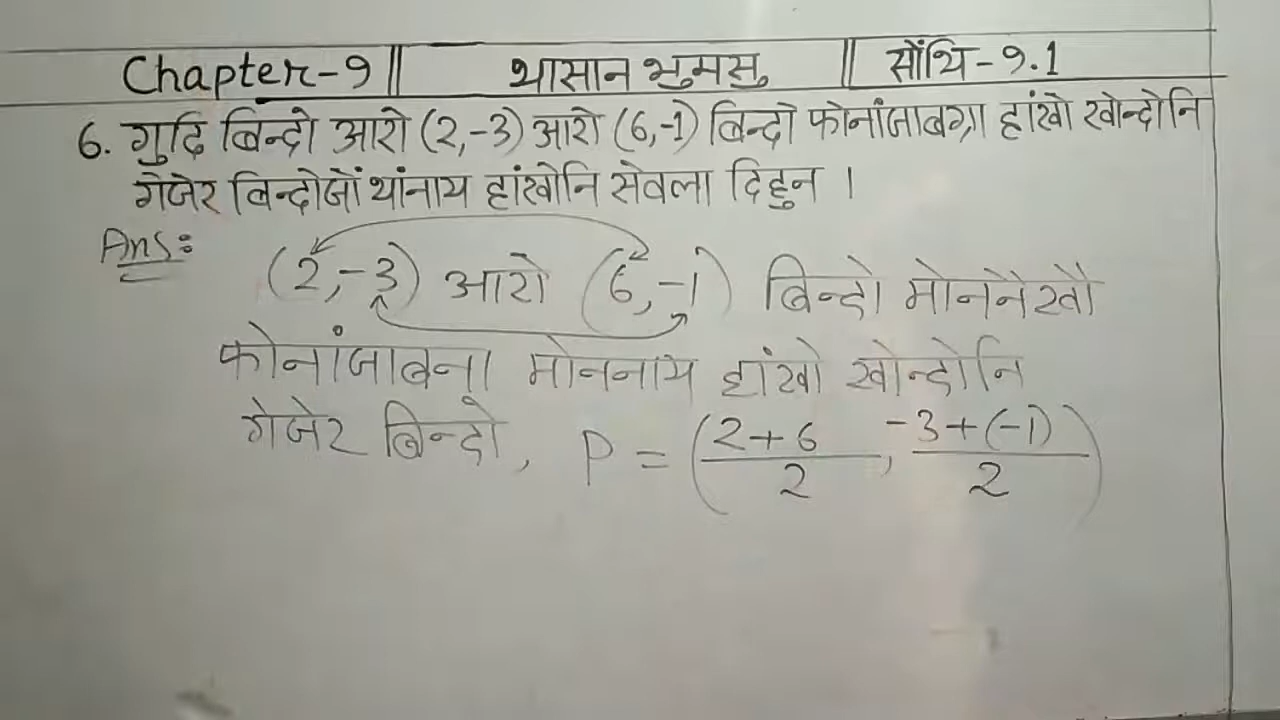 Chapter-9 || थासान भुमसु || सोंथि - 9.1
6. गुदि बिन्दो आरो (2,-3) आरो (6,-1) बिन्दो फोनांजाबग्रा हांखो खोन्दोनि
गेजेर बिन्दोजों थांनाय हांखोनि सेवला दिहुन ।
Ans:
(2,-3) आरो (6,-1) बिन्दो मोननैखौ
फोनांजाबना मोननाय हांखो खोन्दोनि
गेजेर बिन्दो, P = (2+6/2, -3+(-1)/2)